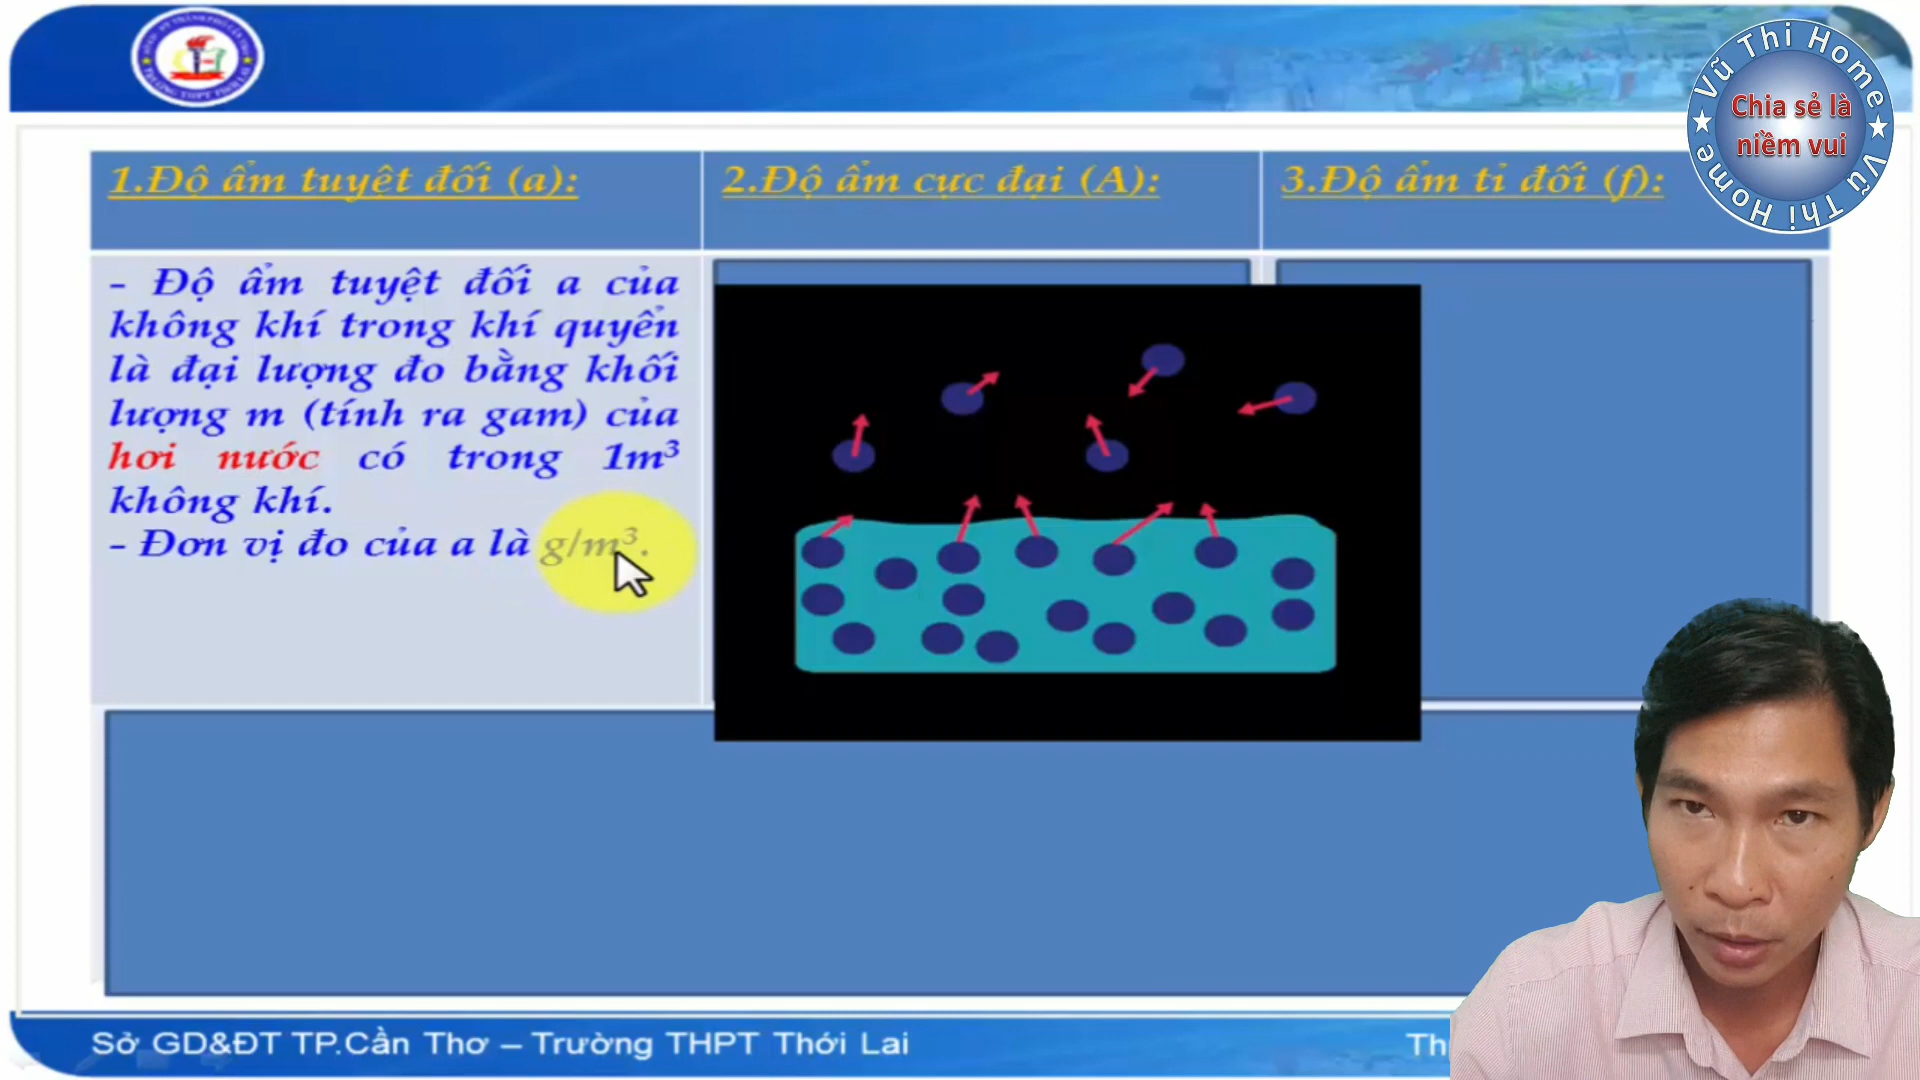 Vũ Thi Home ★ Vũ Thi Home ★
Chia sẻ là
niềm vui
1.Độ ẩm tuyệt đối (a):
2.Độ ẩm cực đại (A):
3.Độ ẩm tỉ đối (f):
- Độ ẩm tuyệt đối a của
không khí trong khí quyển
là đại lượng đo bằng khối
lượng m (tính ra gam) của
hơi nước có trong 1m³
không khí.
- Đơn vị đo của a là g/m³.
Sở GD&ĐT TP.Cần Thơ – Trường THPT Thới Lai